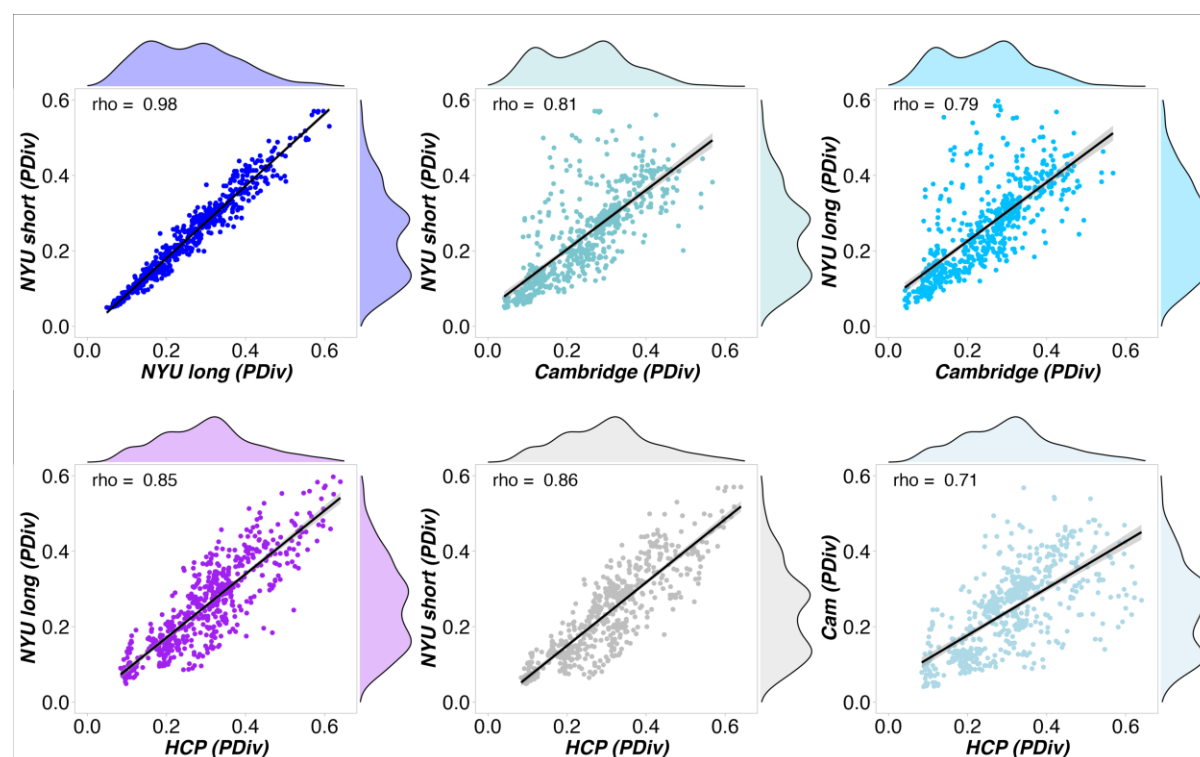 rho = 0.98
NYU short (PDiv)
0.6
0.4
0.2
0.0
0.0 0.2 0.4 0.6
NYU long (PDiv)
rho = 0.81
NYU short (PDiv)
0.6
0.4
0.2
0.0
0.0 0.2 0.4 0.6
Cambridge (PDiv)
rho = 0.79
NYU long (PDiv)
0.6
0.4
0.2
0.0
0.0 0.2 0.4 0.6
Cambridge (PDiv)
rho = 0.85
NYU long (PDiv)
0.6
0.4
0.2
0.0
0.0 0.2 0.4 0.6
HCP (PDiv)
rho = 0.86
NYU short (PDiv)
0.6
0.4
0.2
0.0
0.0 0.2 0.4 0.6
HCP (PDiv)
rho = 0.71
Cam (PDiv)
0.6
0.4
0.2
0.0
0.0 0.2 0.4 0.6
HCP (PDiv)